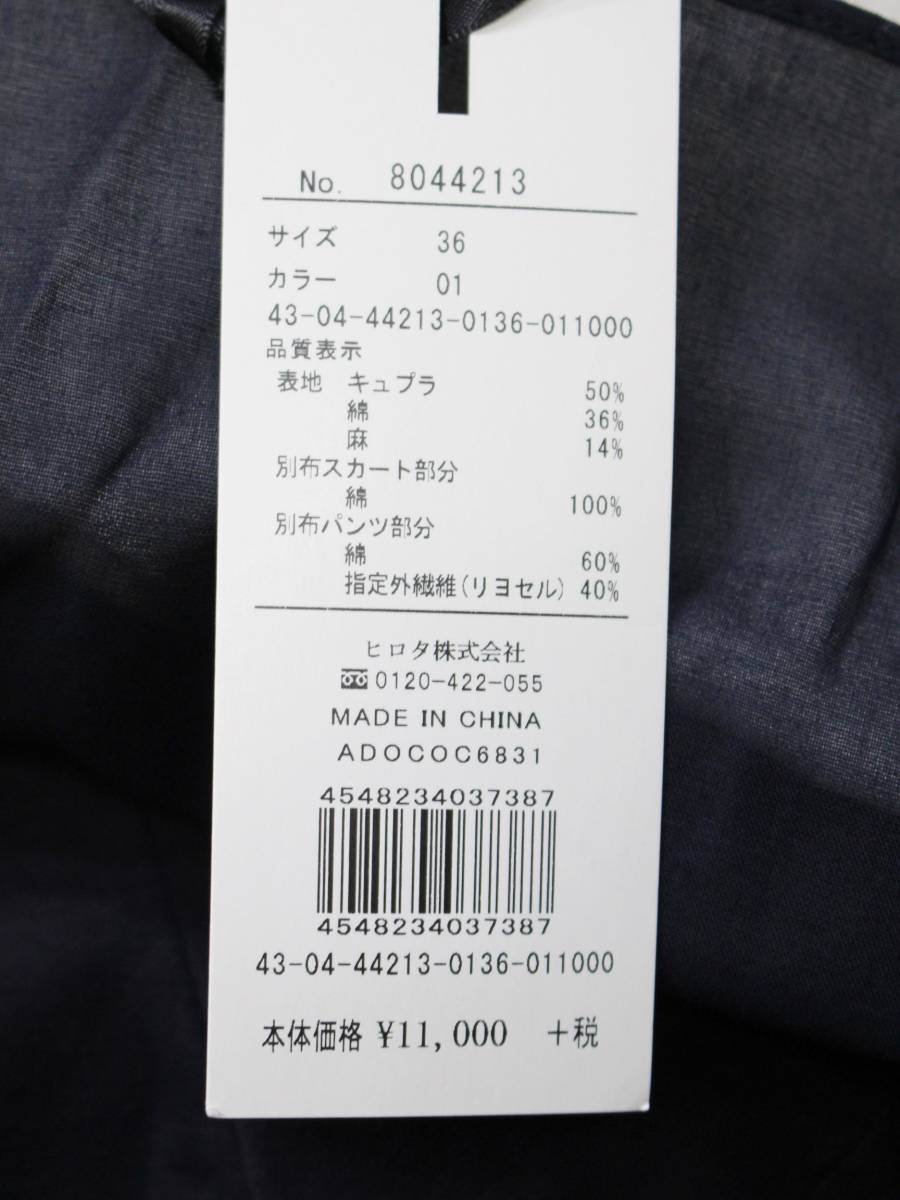 No. 8044213
サイズ 36
カラー 01
43-04-44213-0136-011000
品質表示
表地 キュプラ 50%
綿 36%
麻 14%
別布スカート部分
綿 100%
別布パンツ部分
綿 60%
指定外繊維(リヨセル) 40%
ヒロタ株式会社
0120-422-055
MADE IN CHINA
ADOCOC6831
4548234037387
4548234037387
43-04-44213-0136-011000
本体価格 ¥11,000 +税